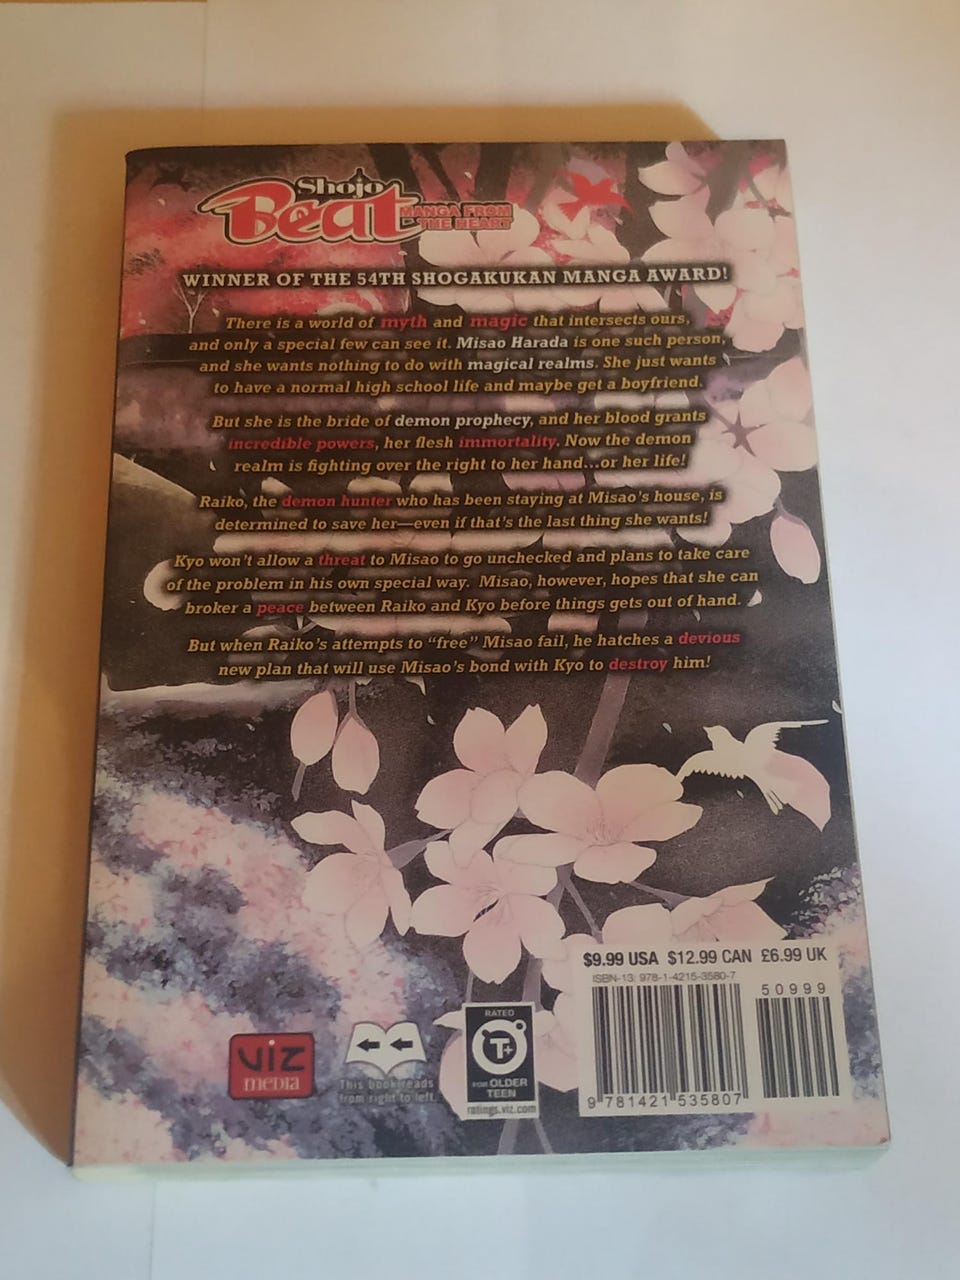 Shojo
Beat
MANGA FROM
THE HEART
WINNER OF THE 54TH SHOGAKUKAN MANGA AWARD!
There is a world of myth and magic that intersects ours,
and only a special few can see it. Misao Harada is one such person,
and she wants nothing to do with magical realms. She just wants
to have a normal high school life and maybe get a boyfriend.
But she is the bride of demon prophecy, and her blood grants
incredible powers, her flesh immortality. Now the demon
realm is fighting over the right to her hand...or her life!
Raiko, the demon hunter who has been staying at Misao's house, is
determined to save her—even if that's the last thing she wants!
Kyo won't allow a threat to Misao to go unchecked and plans to take care
of the problem in his own special way. Misao, however, hopes that she can
broker a peace between Raiko and Kyo before things gets out of hand.
But when Raiko's attempts to "free" Misao fail, he hatches a devious
new plan that will use Misao's bond with Kyo to destroy him!
$9.99 USA $12.99 CAN £6.99 UK
ISBN-13: 978-1-4215-3580-7
50999
9 781421 535807
viz
media
This book reads
from right to left.
RATED
T+
FOR OLDER
TEEN
ratings.viz.com